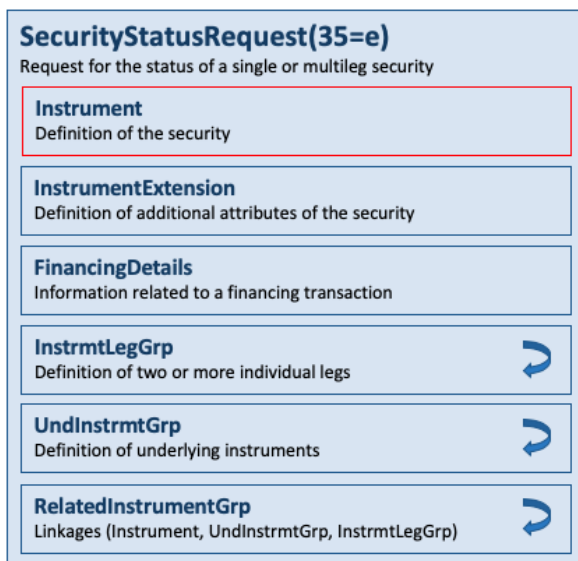 SecurityStatusRequest(35=e)
Request for the status of a single or multileg security
Instrument
Definition of the security
InstrumentExtension
Definition of additional attributes of the security
FinancingDetails
Information related to a financing transaction
InstrmtLegGrp
Definition of two or more individual legs
UndInstrmtGrp
Definition of underlying instruments
RelatedInstrumentGrp
Linkages (Instrument, UndInstrmtGrp, InstrmtLegGrp)